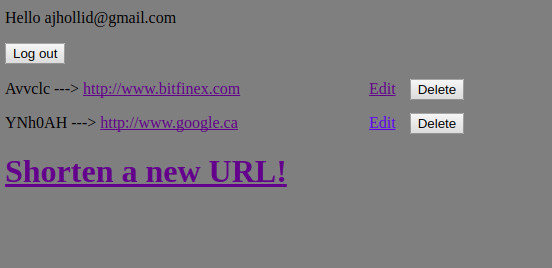 Hello ajhollid@gmail.com
Log out
Avvclc ---> http://www.bitfinex.com Edit Delete
YNh0AH ---> http://www.google.ca Edit Delete
Shorten a new URL!